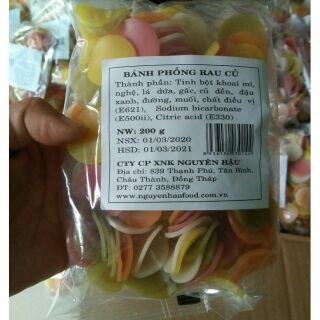 BÁNH PHỒNG RAU CỦ
Thành phần: Tinh bột khoai mì,
nghệ, lá dứa, gấc, củ dền, đậu
xanh, đường, muối, chất điều vị
(E621), Sodium bicarbonate
(E500ii), Citric acid (E330)
NW: 200 g
NSX: 01/03/2020
HSD: 01/03/2021
CTY CP XNK NGUYÊN HẬU
Địa chỉ: 839 Thạnh Phú, Tân Bình,
Châu Thành, Đồng Tháp
ĐT: 0277 3588879
www.nguyenhaufood.com.vn